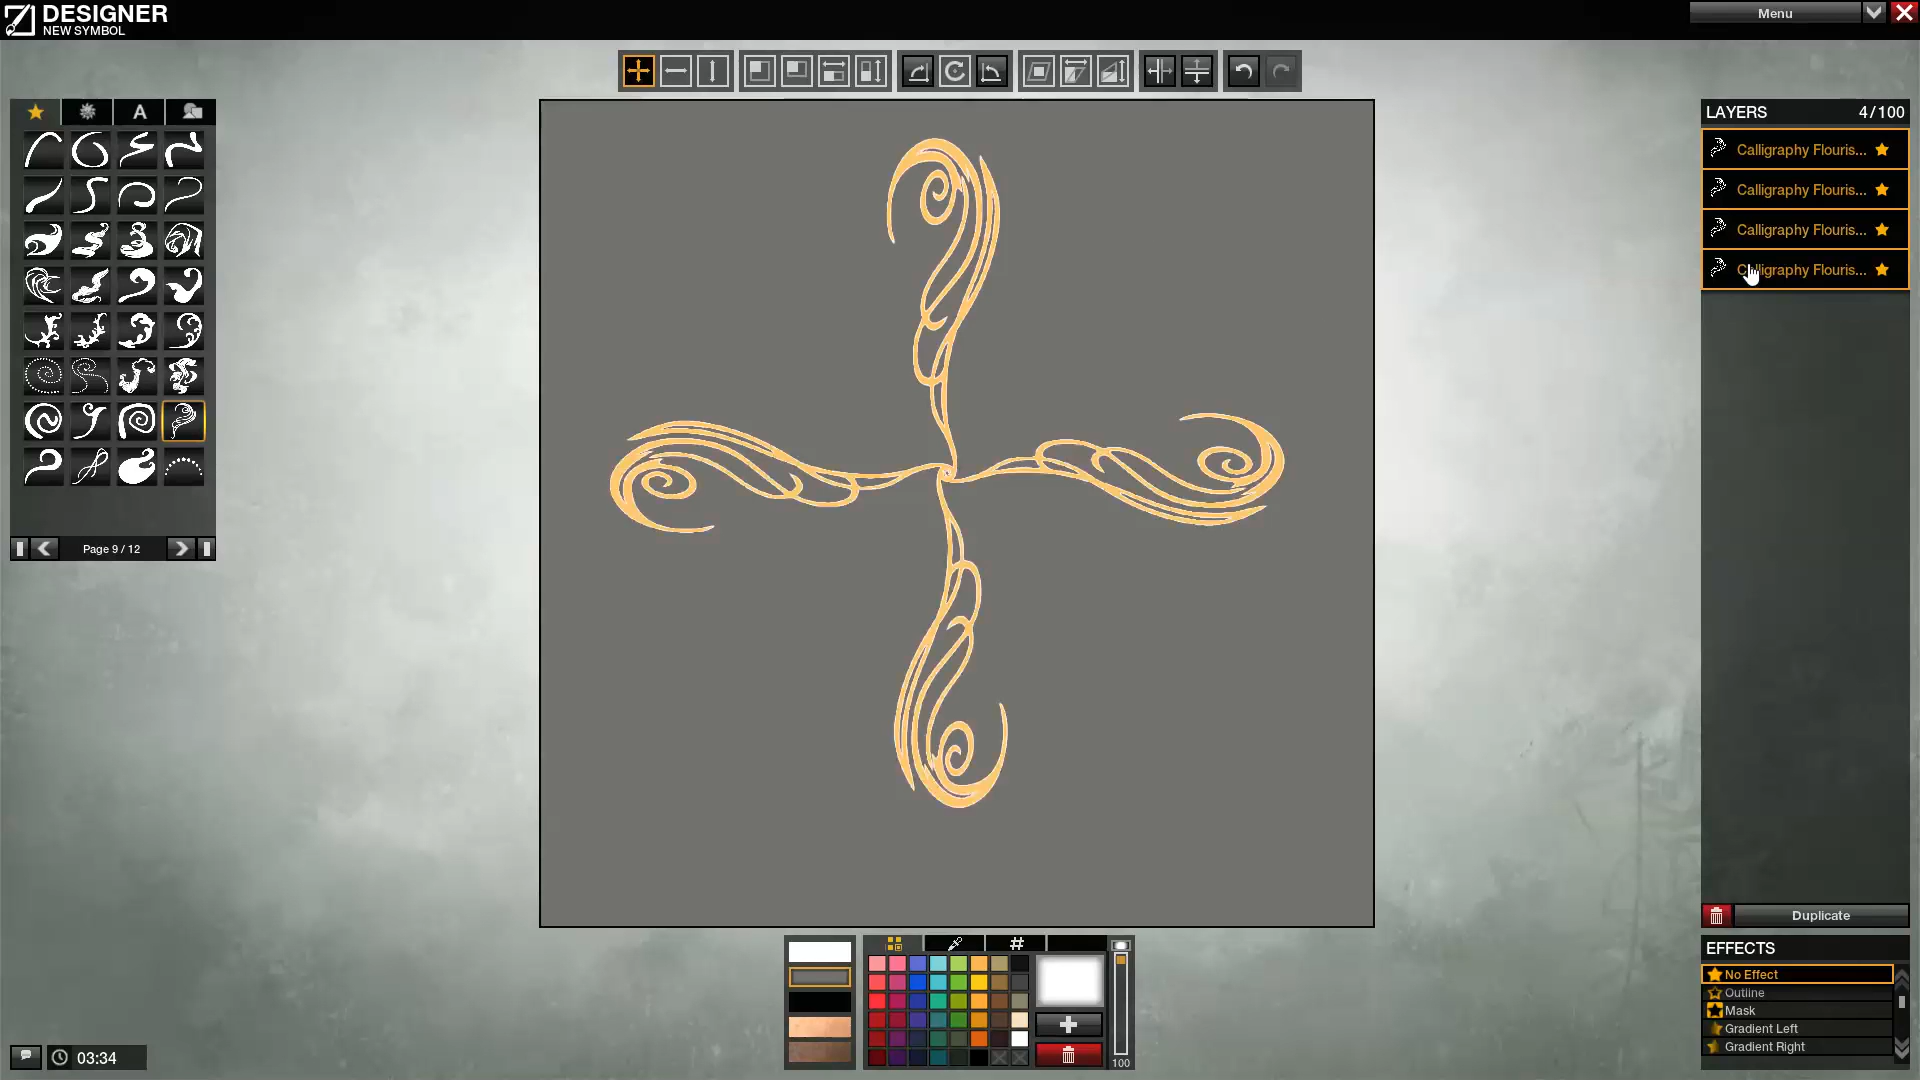 DESIGNER
NEW SYMBOL
Menu
A
LAYERS 4/100
Calligraphy Flouris...
Calligraphy Flouris...
Calligraphy Flouris...
Calligraphy Flouris...
Page 9 / 12
Duplicate
EFFECTS
No Effect
Outline
Mask
Gradient Left
Gradient Right
#
100
03:34